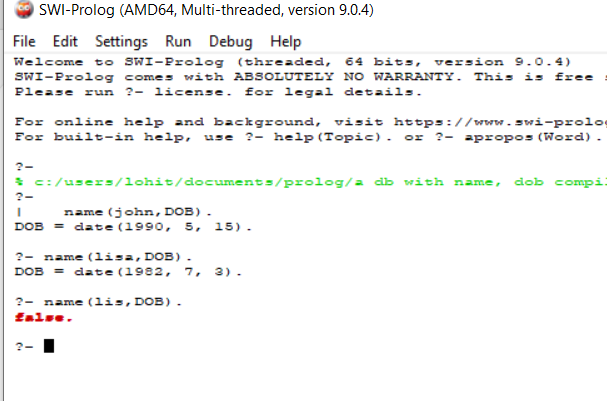 SWI-Prolog (AMD64, Multi-threaded, version 9.0.4)
File Edit Settings Run Debug Help
Welcome to SWI-Prolog (threaded, 64 bits, version 9.0.4)
SWI-Prolog comes with ABSOLUTELY NO WARRANTY. This is free
Please run ?- license. for legal details.
For online help and background, visit https://www.swi-prolog
For built-in help, use ?- help(Topic). or ?- apropos(Word).
?-
% c:/users/lohit/documents/prolog/a db with name, dob compil
?-
| name(john,DOB).
DOB = date(1990, 5, 15).
?- name(lisa,DOB).
DOB = date(1982, 7, 3).
?- name(lis,DOB).
false.
?-